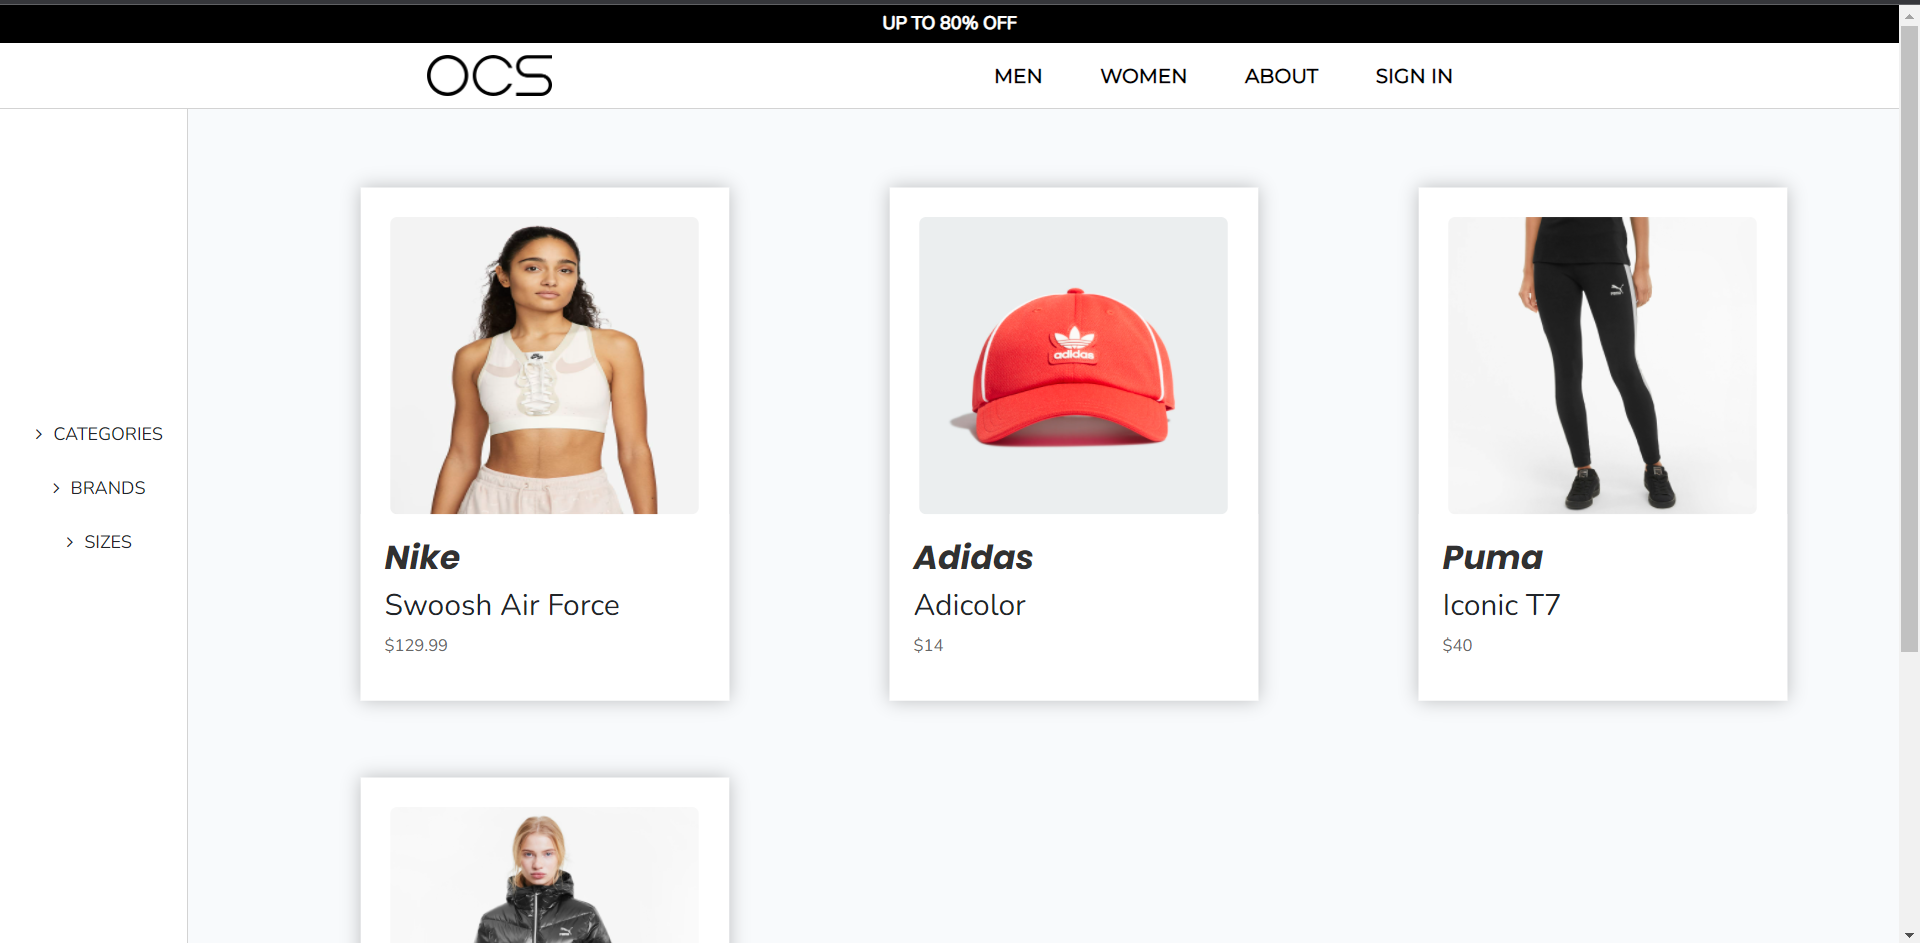 UP TO 80% OFF
OCS
MEN WOMEN ABOUT SIGN IN
CATEGORIES
BRANDS
SIZES
adidas
Nike
Swoosh Air Force
$129.99
Adidas
Adicolor
$14
Puma
Iconic T7
$40